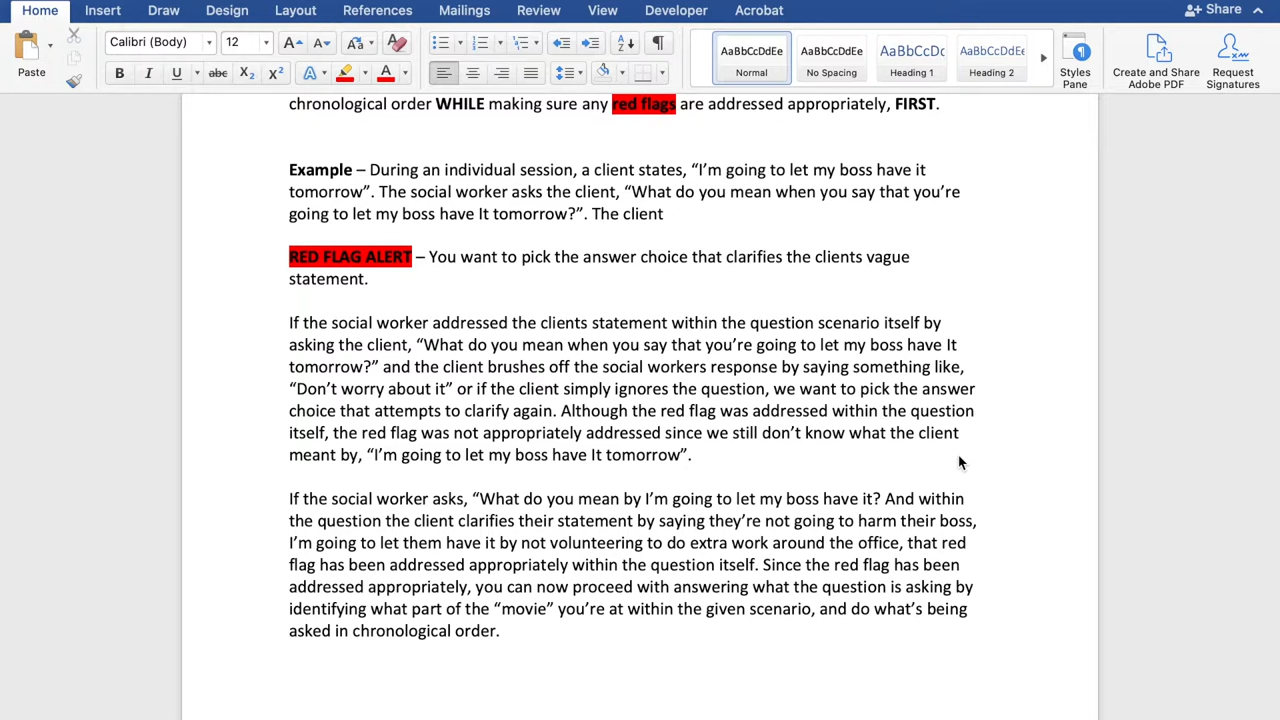 Home Insert Draw Design Layout References Mailings Review View Developer Acrobat Share
Calibri (Body) 12 Aa A AaBbCcDdEe AaBbCcDdEe AaBbCcDc AaBbCcDdEe
Paste B I U abc X2 X2 A A Normal No Spacing Heading 1 Heading 2 Styles Pane Create and Share Adobe PDF Request Signatures
chronological order WHILE making sure any red flags are addressed appropriately, FIRST.
Example – During an individual session, a client states, “I’m going to let my boss have it
tomorrow”. The social worker asks the client, “What do you mean when you say that you’re
going to let my boss have It tomorrow?”. The client
RED FLAG ALERT – You want to pick the answer choice that clarifies the clients vague
statement.
If the social worker addressed the clients statement within the question scenario itself by
asking the client, “What do you mean when you say that you’re going to let my boss have It
tomorrow?” and the client brushes off the social workers response by saying something like,
“Don’t worry about it” or if the client simply ignores the question, we want to pick the answer
choice that attempts to clarify again. Although the red flag was addressed within the question
itself, the red flag was not appropriately addressed since we still don’t know what the client
meant by, “I’m going to let my boss have It tomorrow”.
If the social worker asks, “What do you mean by I’m going to let my boss have it? And within
the question the client clarifies their statement by saying they’re not going to harm their boss,
I’m going to let them have it by not volunteering to do extra work around the office, that red
flag has been addressed appropriately within the question itself. Since the red flag has been
addressed appropriately, you can now proceed with answering what the question is asking by
identifying what part of the “movie” you’re at within the given scenario, and do what’s being
asked in chronological order.